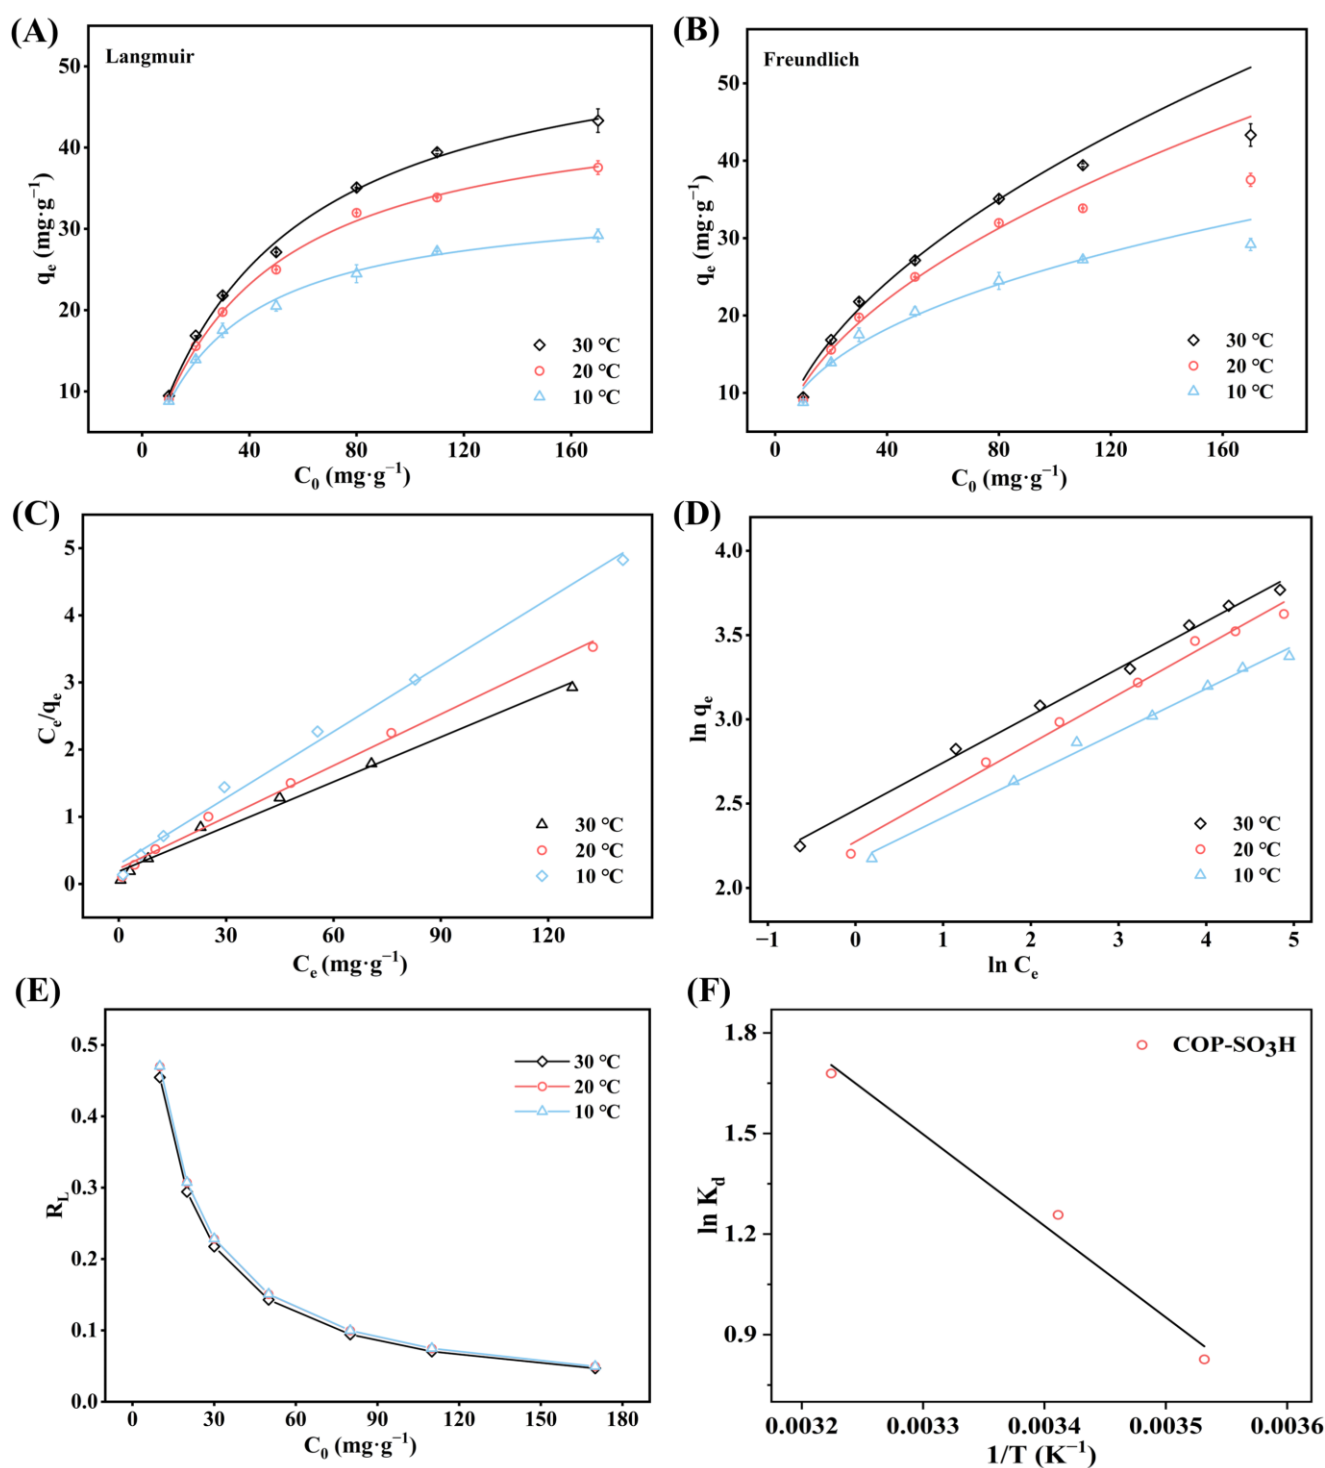 (A)
Langmuir
50
40
30
20
10
qe (mg·g⁻¹)
30 ℃
20 ℃
10 ℃
0 40 80 120 160
C₀ (mg·g⁻¹)
(B)
Freundlich
50
40
30
20
10
qe (mg·g⁻¹)
30 ℃
20 ℃
10 ℃
0 40 80 120 160
C₀ (mg·g⁻¹)
(C)
5
4
3
2
1
0
Ce/qe
30 ℃
20 ℃
10 ℃
0 30 60 90 120
Ce (mg·g⁻¹)
(D)
4.0
3.5
3.0
2.5
2.0
ln qe
30 ℃
20 ℃
10 ℃
−1 0 1 2 3 4 5
ln Ce
(E)
0.5
0.4
0.3
0.2
0.1
0.0
RL
30 ℃
20 ℃
10 ℃
0 30 60 90 120 150 180
C₀ (mg·g⁻¹)
(F)
1.8
1.5
1.2
0.9
ln Kd
COP-SO₃H
0.0032 0.0033 0.0034 0.0035 0.0036
1/T (K⁻¹)